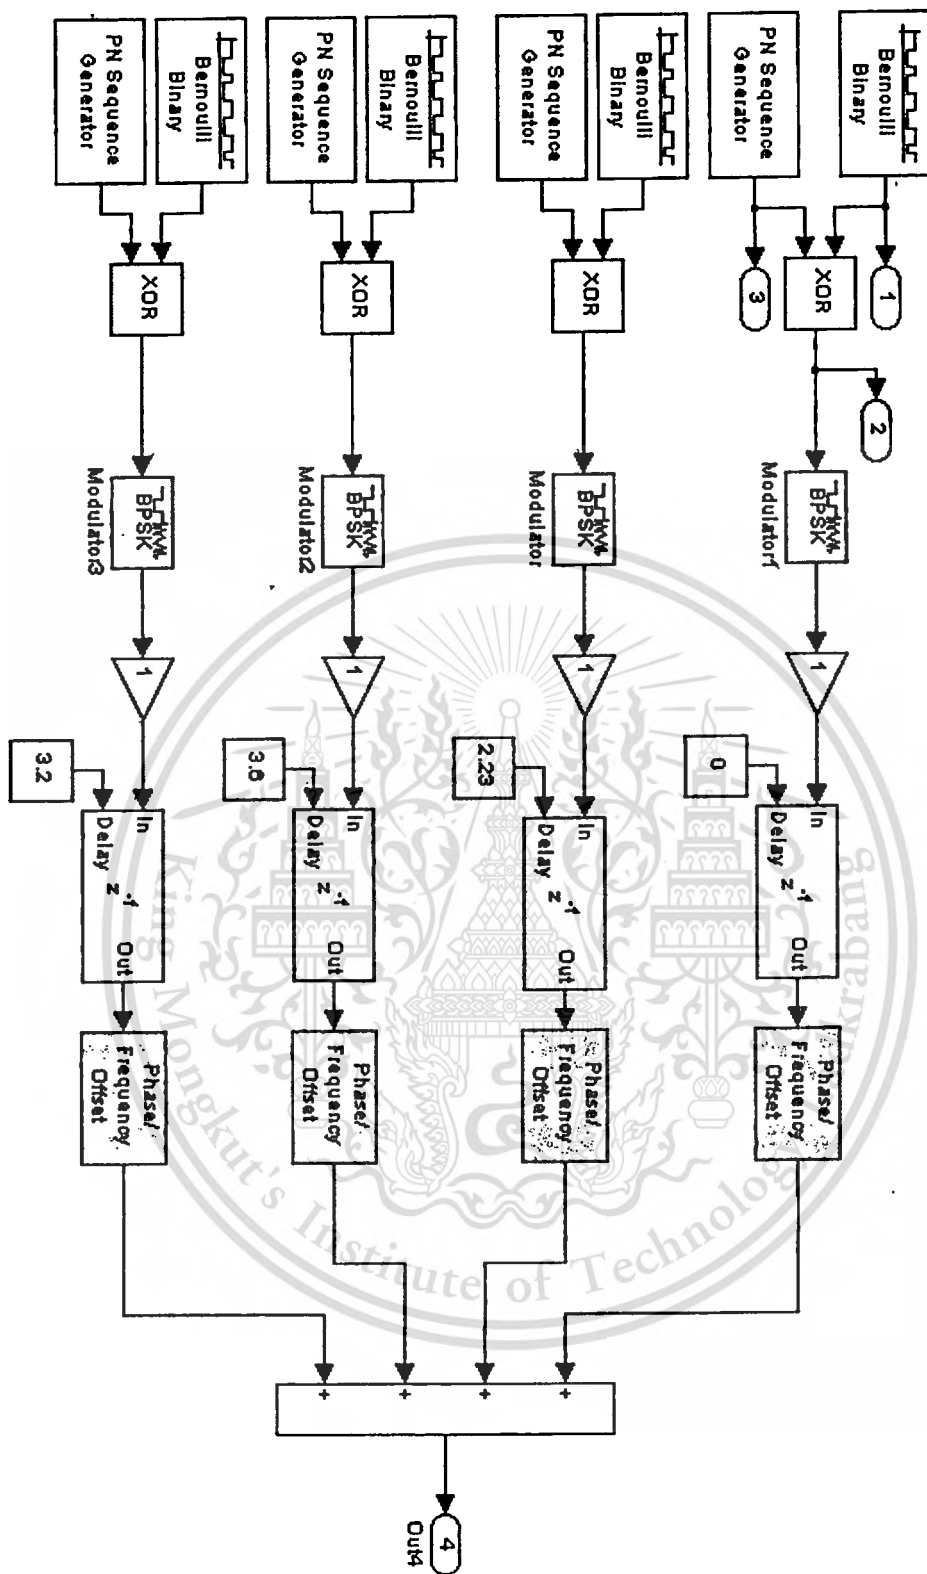 Bernoulli
Binary
PN Sequence
Generator
1
XOR
3
2
BPSK
Modulator1
1
0
In
Delay
z
-f
Out
Phase/
Frequency
Offset
Bernoulli
Binary
PN Sequence
Generator
XOR
BPSK
Modulator
1
2.23
In
Delay
z
-f
Out
Phase/
Frequency
Offset
Bernoulli
Binary
PN Sequence
Generator
XOR
BPSK
Modulator2
1
3.6
In
Delay
z
-f
Out
Phase/
Frequency
Offset
Bernoulli
Binary
PN Sequence
Generator
XOR
BPSK
Modulator3
1
3.2
In
Delay
z
-f
Out
Phase/
Frequency
Offset
+
+
+
+
4
Out4
King Mongkut's Institute of Technology